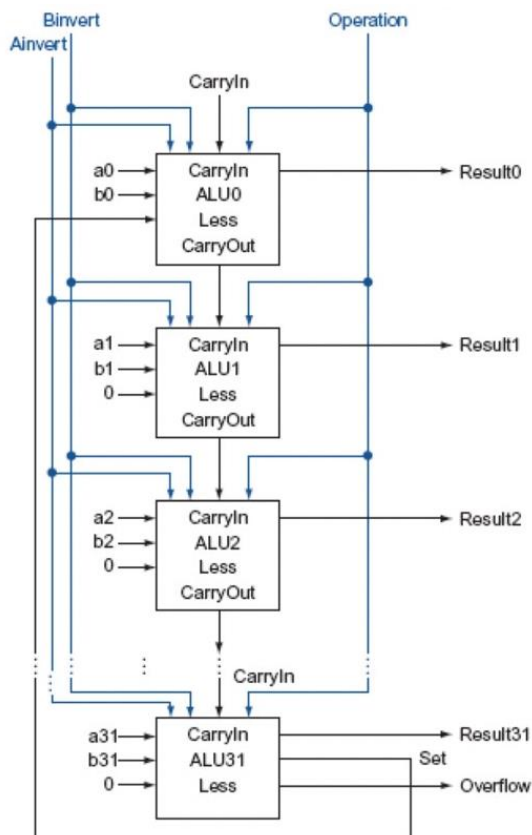 Binvert
Operation
Ainvert
CarryIn
a0
CarryIn
Result0
b0
ALU0
Less
CarryOut
a1
CarryIn
Result1
b1
ALU1
0
Less
CarryOut
a2
CarryIn
Result2
b2
ALU2
0
Less
CarryOut
CarryIn
a31
CarryIn
Result31
b31
ALU31
Set
0
Less
Overflow